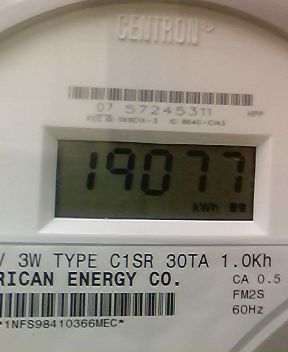 CENTRON
07 57245311 HPP
19077
kWh
V 3W TYPE C1SR 30TA 1.0Kh
RICAN ENERGY CO. CA 0.5
FM2S
60Hz
*1NFS98410366MEC*